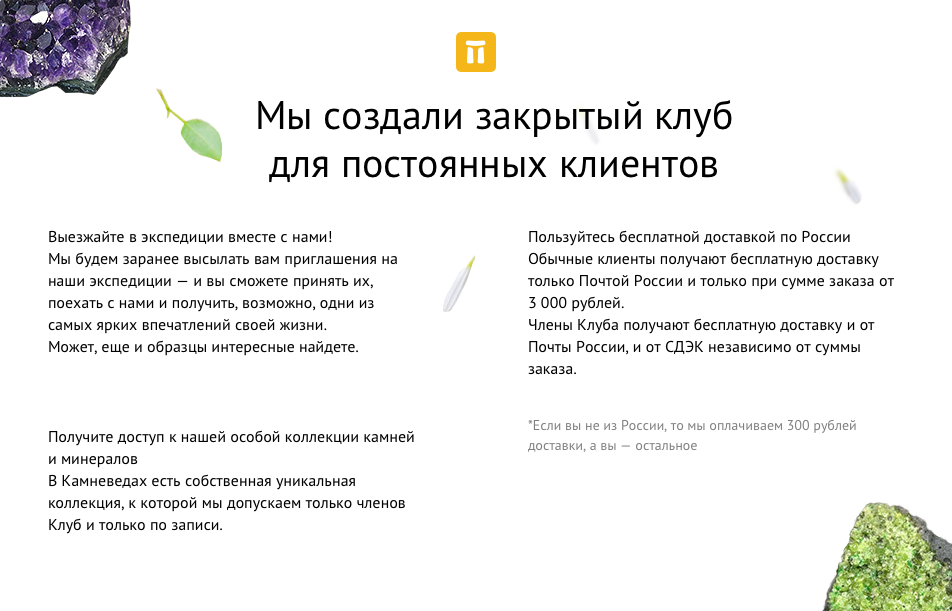 Мы создали закрытый клуб
для постоянных клиентов
Выезжайте в экспедиции вместе с нами!
Мы будем заранее высылать вам приглашения на
наши экспедиции — и вы сможете принять их,
поехать с нами и получить, возможно, одни из
самых ярких впечатлений своей жизни.
Может, еще и образцы интересные найдете.
Получите доступ к нашей особой коллекции камней
и минералов
В Камневедах есть собственная уникальная
коллекция, к которой мы допускаем только членов
Клуб и только по записи.
Пользуйтесь бесплатной доставкой по России
Обычные клиенты получают бесплатную доставку
только Почтой России и только при сумме заказа от
3 000 рублей.
Члены Клуба получают бесплатную доставку и от
Почты России, и от СДЭК независимо от суммы
заказа.
*Если вы не из России, то мы оплачиваем 300 рублей
доставки, а вы — остальное